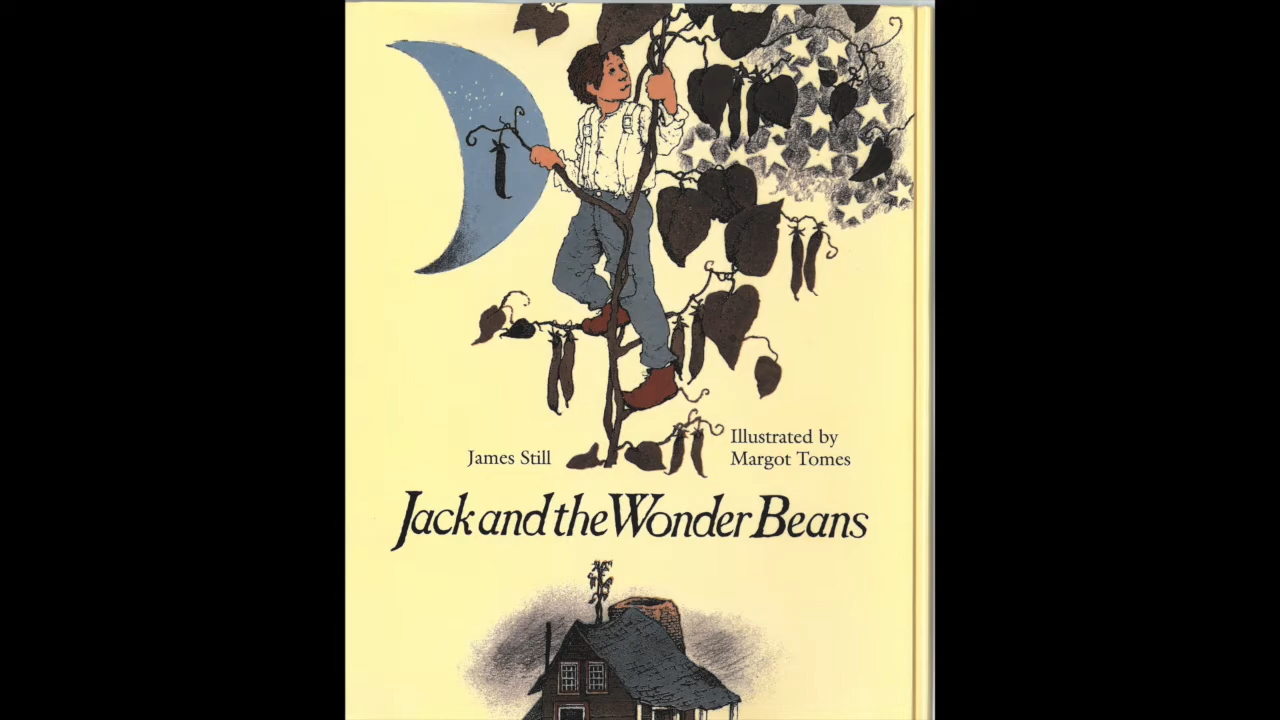 James Still
Illustrated by
Margot Tomes
Jack and the Wonder Beans